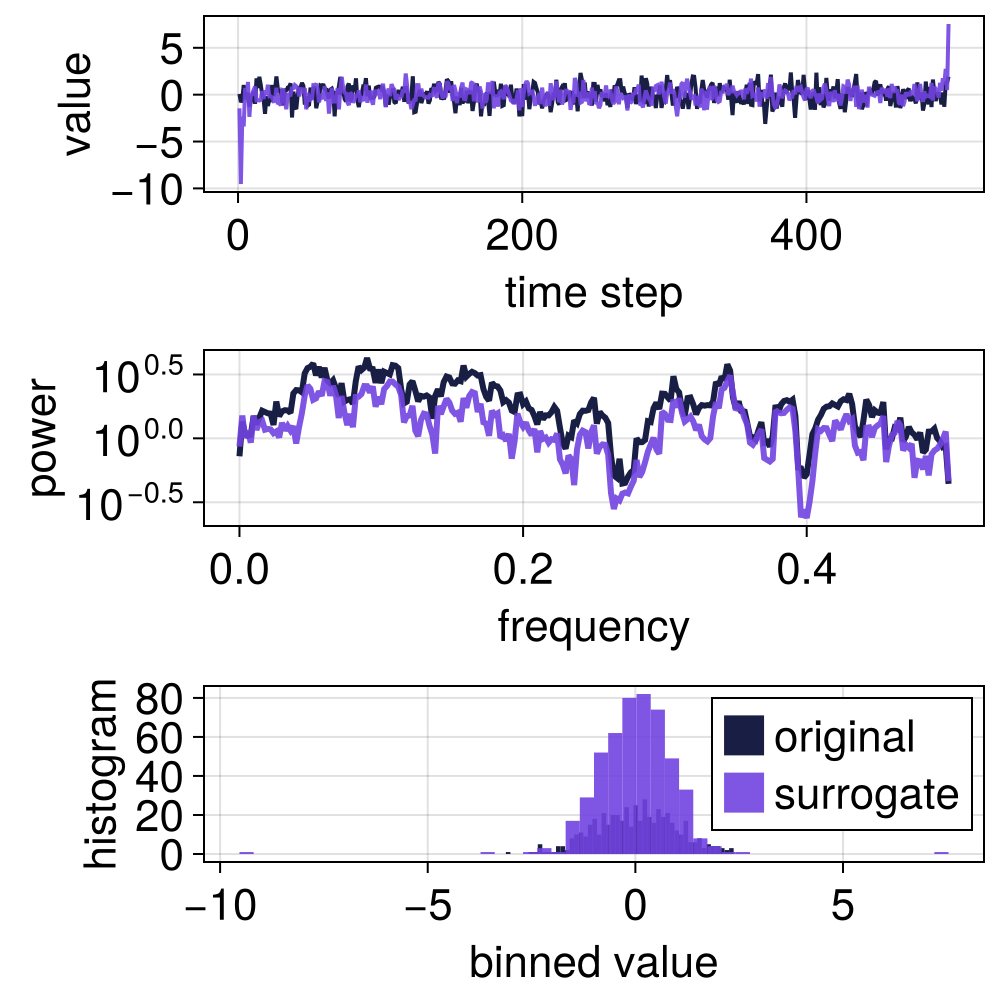 value
5
0
−5
−10
0 200 400
time step
power
10^0.5
10^0.0
10^−0.5
0.0 0.2 0.4
frequency
histogram
80
60
40
20
0
original
surrogate
−10 −5 0 5
binned value